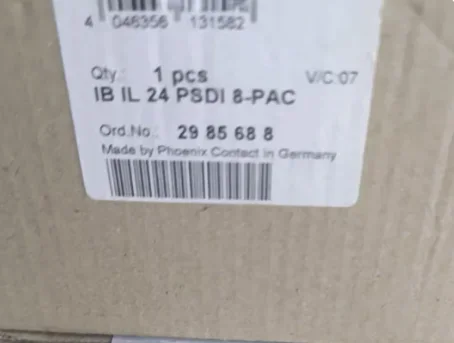 4 046356 131582
Qty.: 1 pcs V/C:07
IB IL 24 PSDI 8-PAC
Ord.No.: 29 85 68 8
Made by Phoenix Contact in Germany